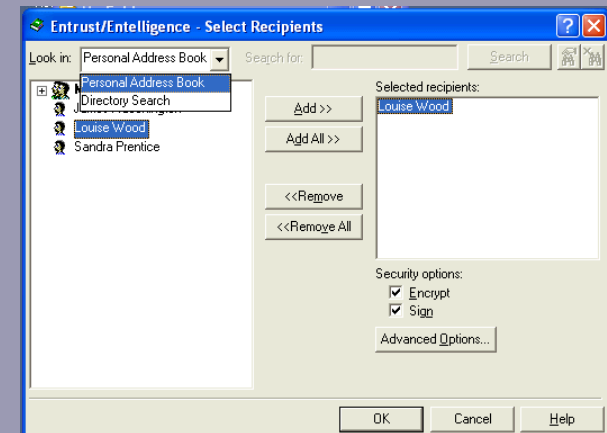 Entrust/Entelligence - Select Recipients
Look in: Personal Address Book Search for: Search
Personal Address Book
Directory Search
Louise Wood
Sandra Prentice
Add >>
Add All >>
<<Remove
<<Remove All
Selected recipients:
Louise Wood
Security options:
Encrypt
Sign
Advanced Options...
OK Cancel Help